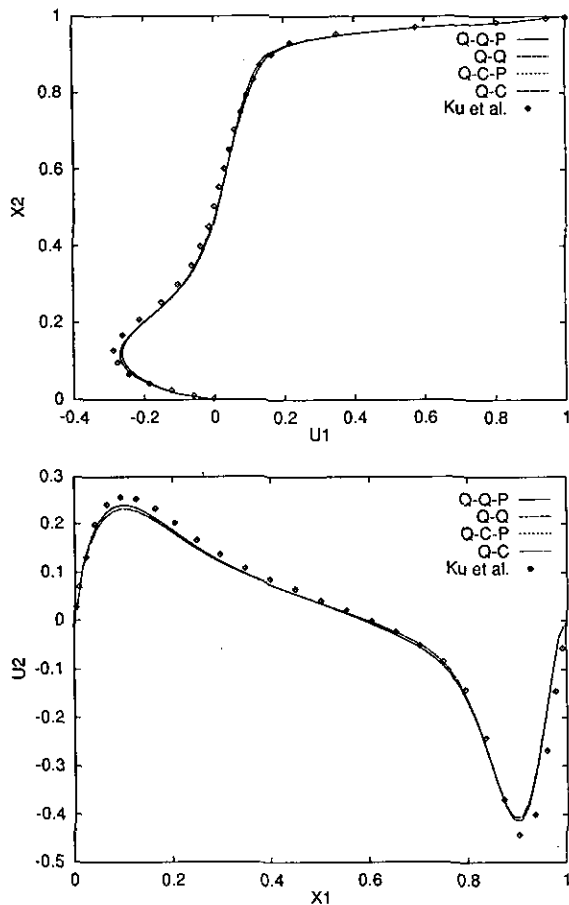 1
0.8
0.6
0.4
0.2
0
X2
Q-Q-P
Q-Q
Q-C-P
Q-C
Ku et al.
-0.4 -0.2 0 0.2 0.4 0.6 0.8 1
U1
0.3
0.2
0.1
0
-0.1
-0.2
-0.3
-0.4
-0.5
U2
Q-Q-P
Q-Q
Q-C-P
Q-C
Ku et al.
0 0.2 0.4 0.6 0.8 1
X1